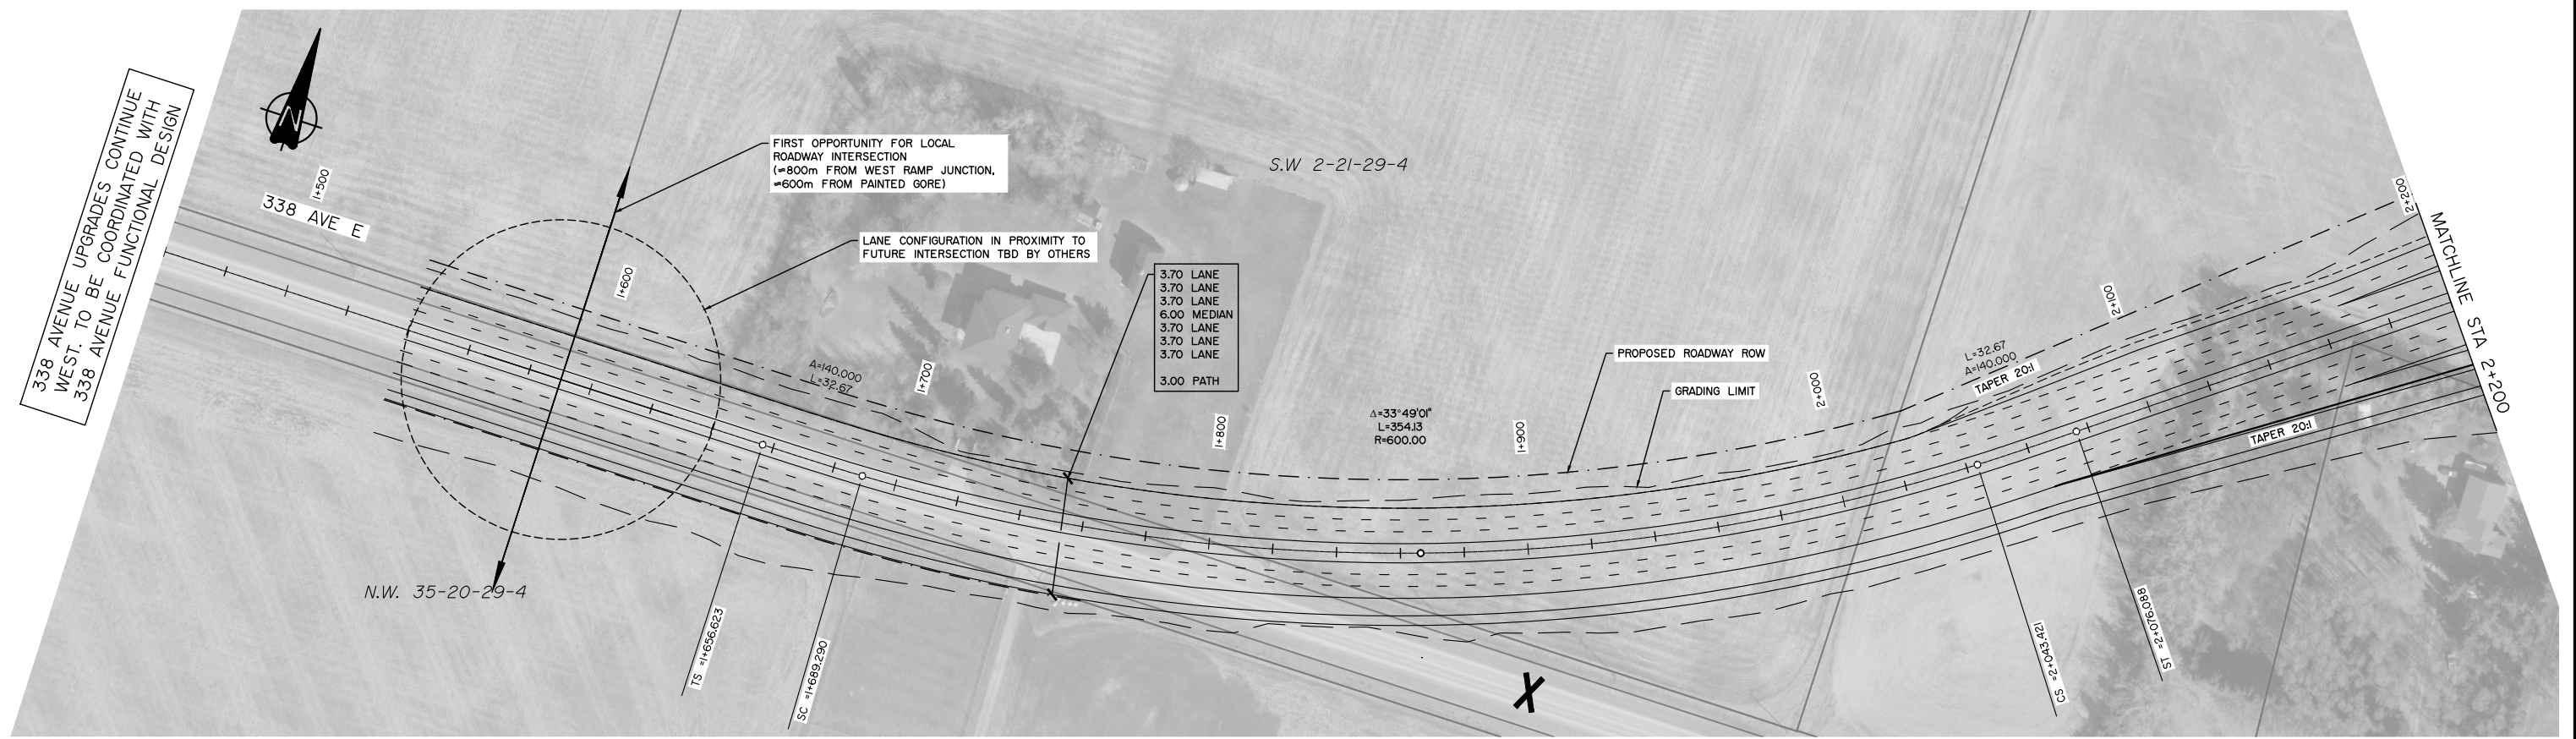 338 AVENUE UPGRADES CONTINUE
WEST. TO BE COORDINATED WITH
338 AVENUE FUNCTIONAL DESIGN
N
1+500
338 AVE E
FIRST OPPORTUNITY FOR LOCAL
ROADWAY INTERSECTION
(≈800m FROM WEST RAMP JUNCTION,
≈600m FROM PAINTED GORE)
1+600
LANE CONFIGURATION IN PROXIMITY TO
FUTURE INTERSECTION TBD BY OTHERS
S.W 2-21-29-4
3.70 LANE
3.70 LANE
3.70 LANE
6.00 MEDIAN
3.70 LANE
3.70 LANE
3.70 LANE
3.00 PATH
A=140.000
L=32.67
1+700
1+800
Δ=33°49'01"
L=354.13
R=600.00
1+900
PROPOSED ROADWAY ROW
GRADING LIMIT
2+000
L=32.67
A=140.000
TAPER 20:1
2+100
2+200
MATCHLINE STA 2+200
TAPER 20:1
N.W. 35-20-29-4
TS =1+656.623
SC =1+689.290
X
CS =2+043.421
ST =2+076.088